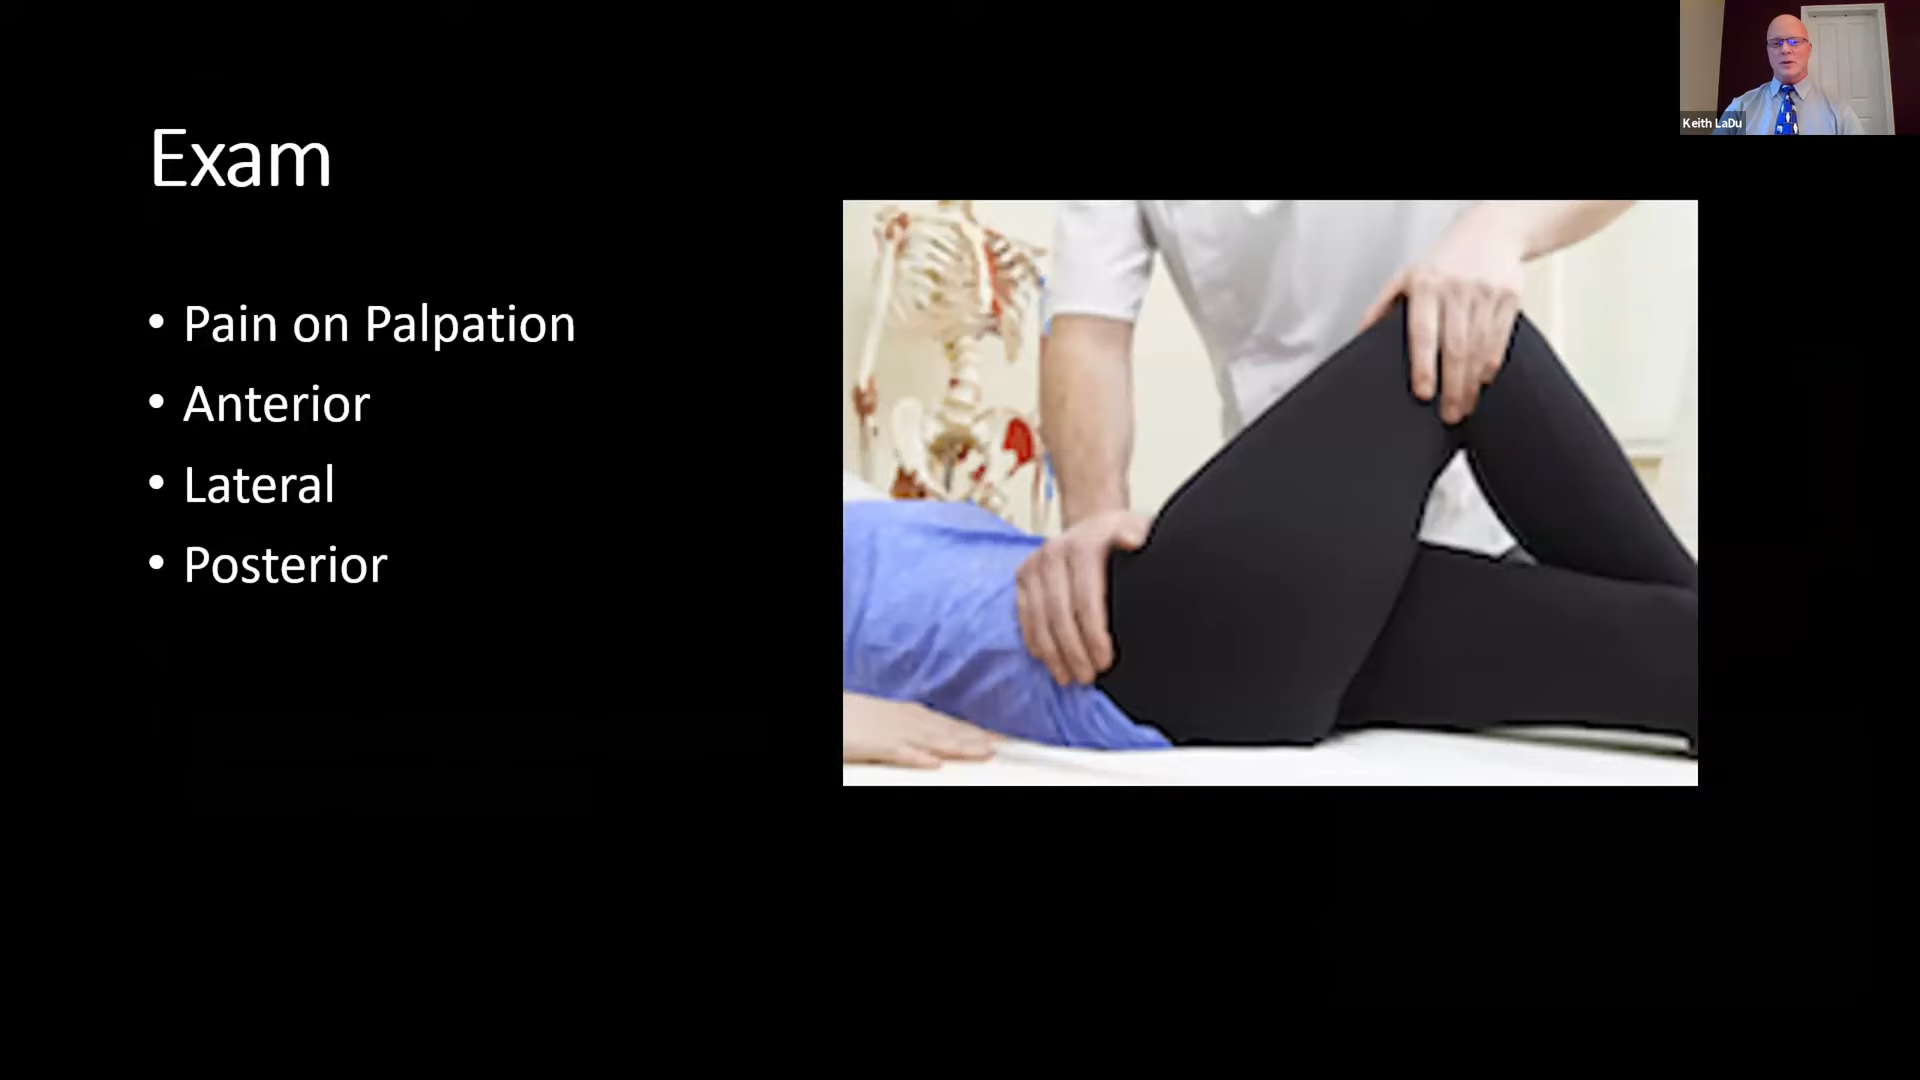 Exam
• Pain on Palpation
• Anterior
• Lateral
• Posterior
Keith LaDu